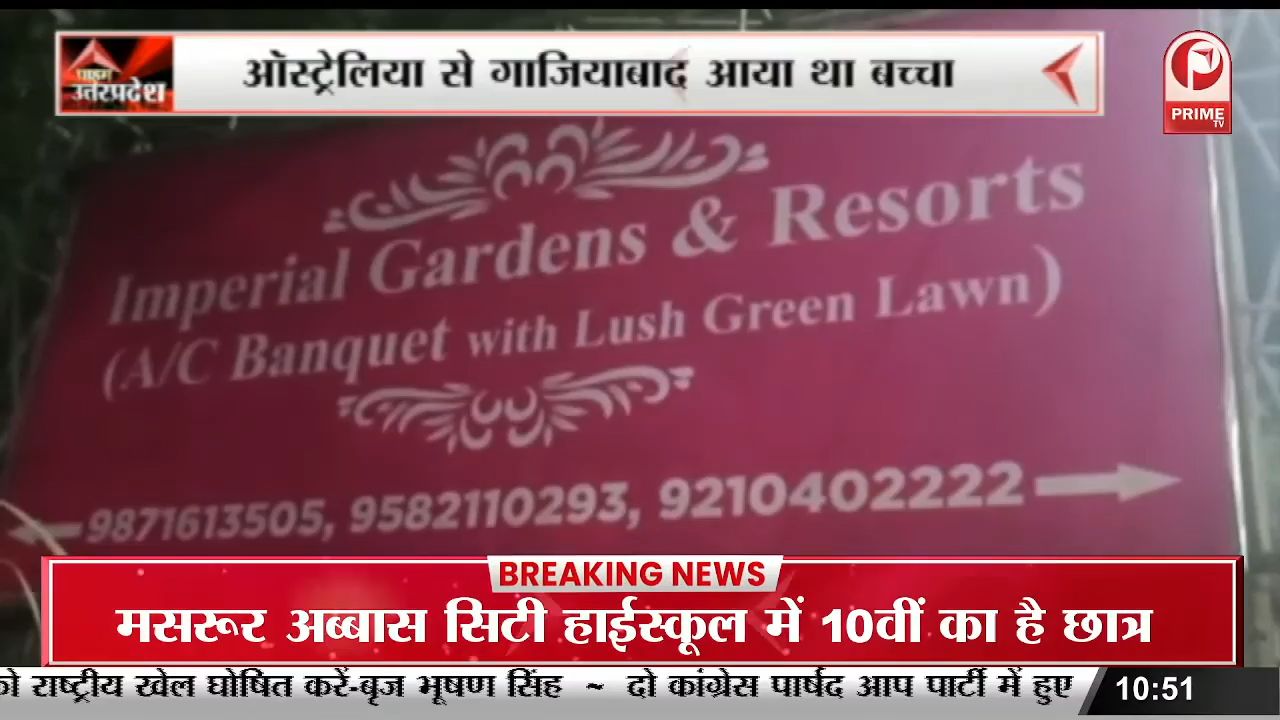 ऑस्ट्रेलिया से गाजियाबाद आया था बच्चा
प्राइम
उत्तरप्रदेश
PRIME
TV
Imperial Gardens & Resorts
(A/C Banquet with Lush Green Lawn)
9871613505, 9582110293, 9210402222
BREAKING NEWS
मसरूर अब्बास सिटी हाईस्कूल में 10वीं का है छात्र
को राष्ट्रीय खेल घोषित करें-बृज भूषण सिंह ~ दो कांग्रेस पार्षद आप पार्टी में हुए
10:51